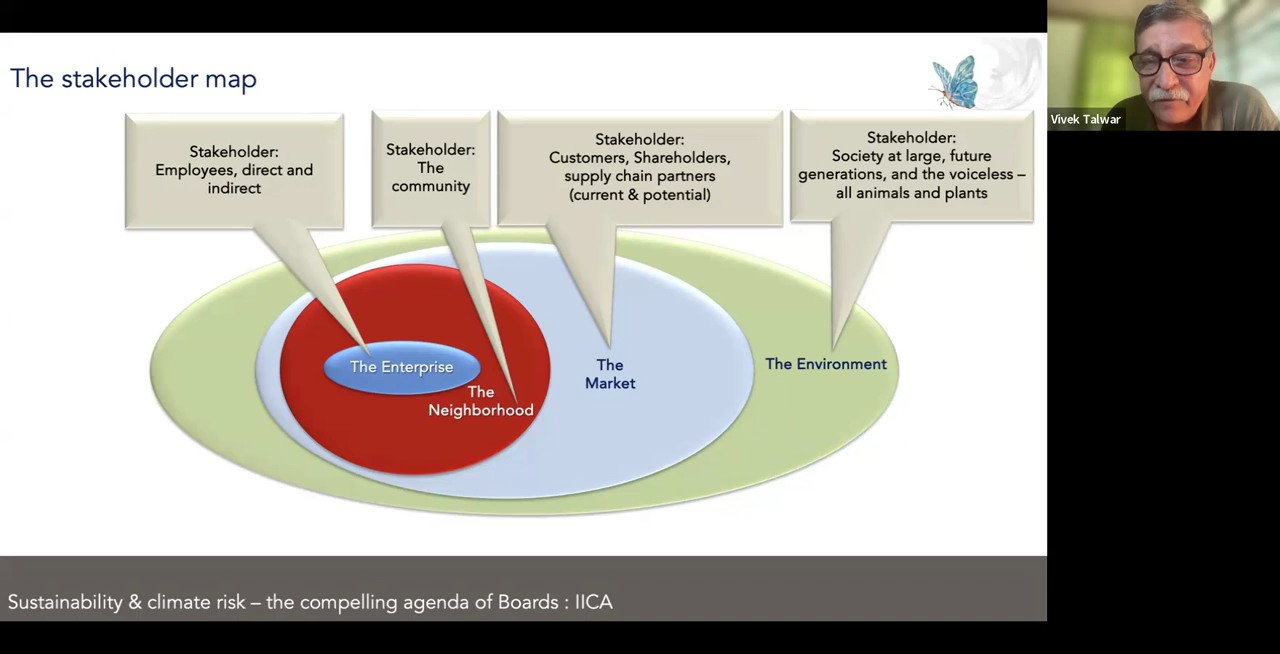 The stakeholder map
Stakeholder:
Employees, direct and
indirect
Stakeholder:
The
community
Stakeholder:
Customers, Shareholders,
supply chain partners
(current & potential)
Stakeholder:
Society at large, future
generations, and the voiceless –
all animals and plants
Vivek Talwar
The Enterprise
The
Neighborhood
The
Market
The Environment
Sustainability & climate risk – the compelling agenda of Boards : IICA